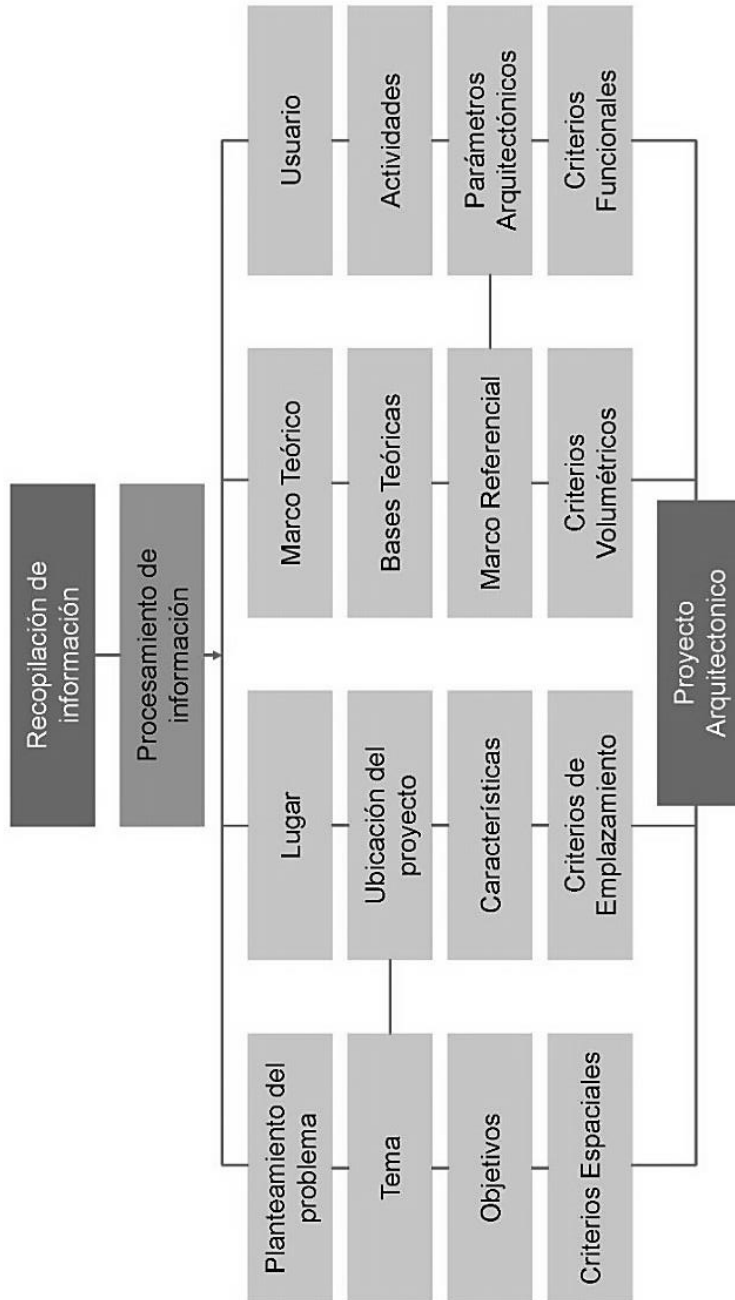 Recopilación de
información
Procesamiento de
información
Planteamiento del
problema
Tema
Objetivos
Criterios Espaciales
Lugar
Ubicación del
proyecto
Características
Criterios de
Emplazamiento
Marco Teórico
Bases Teóricas
Marco Referencial
Criterios
Volumétricos
Usuario
Actividades
Parámetros
Arquitectónicos
Criterios
Funcionales
Proyecto
Arquitectonico